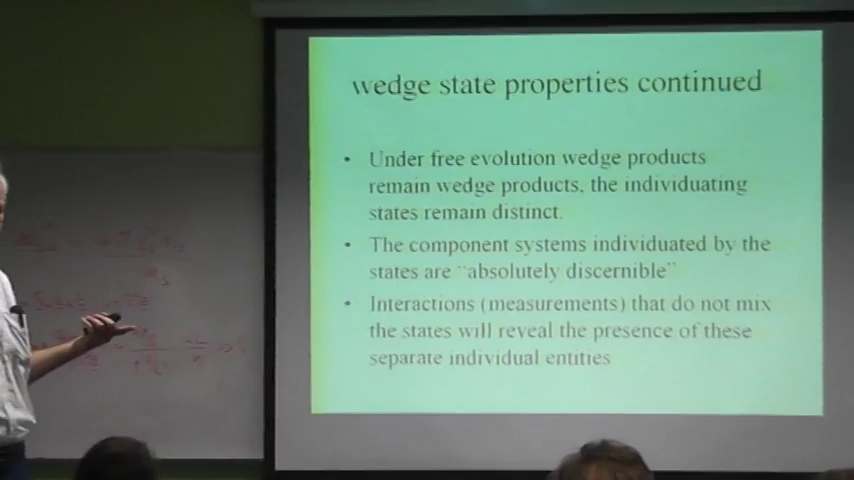 wedge state properties continued
• Under free evolution wedge products
remain wedge products, the individuating
states remain distinct.
• The component systems individuated by the
states are "absolutely discernible"
• Interactions (measurements) that do not mix
the states will reveal the presence of these
separate individual entities